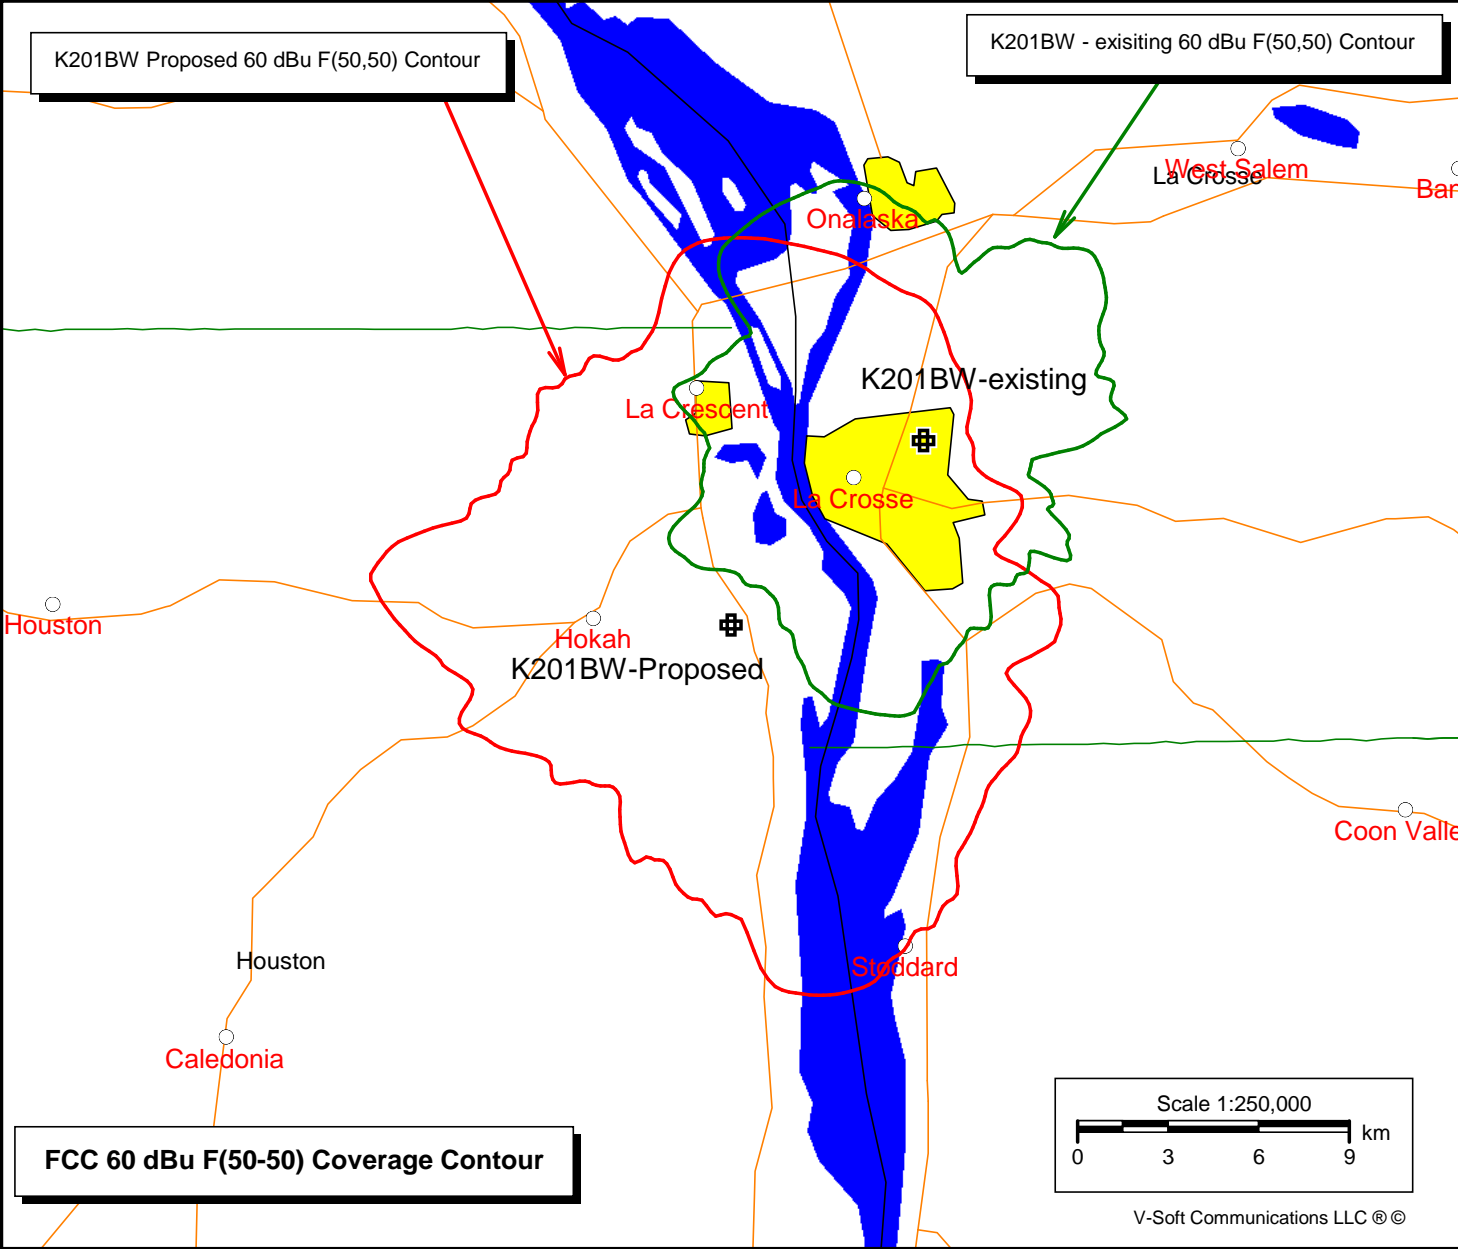 K201BW Proposed 60 dBu F(50,50) Contour
K201BW - exisiting 60 dBu F(50,50) Contour
West Salem
La Crosse
Bar
Onalaska
K201BW-existing
La Crescent
La Crosse
Houston
Hokah
K201BW-Proposed
Coon Valle
Houston
Stoddard
Caledonia
Scale 1:250,000
km
0 3 6 9
FCC 60 dBu F(50-50) Coverage Contour
V-Soft Communications LLC ® ©